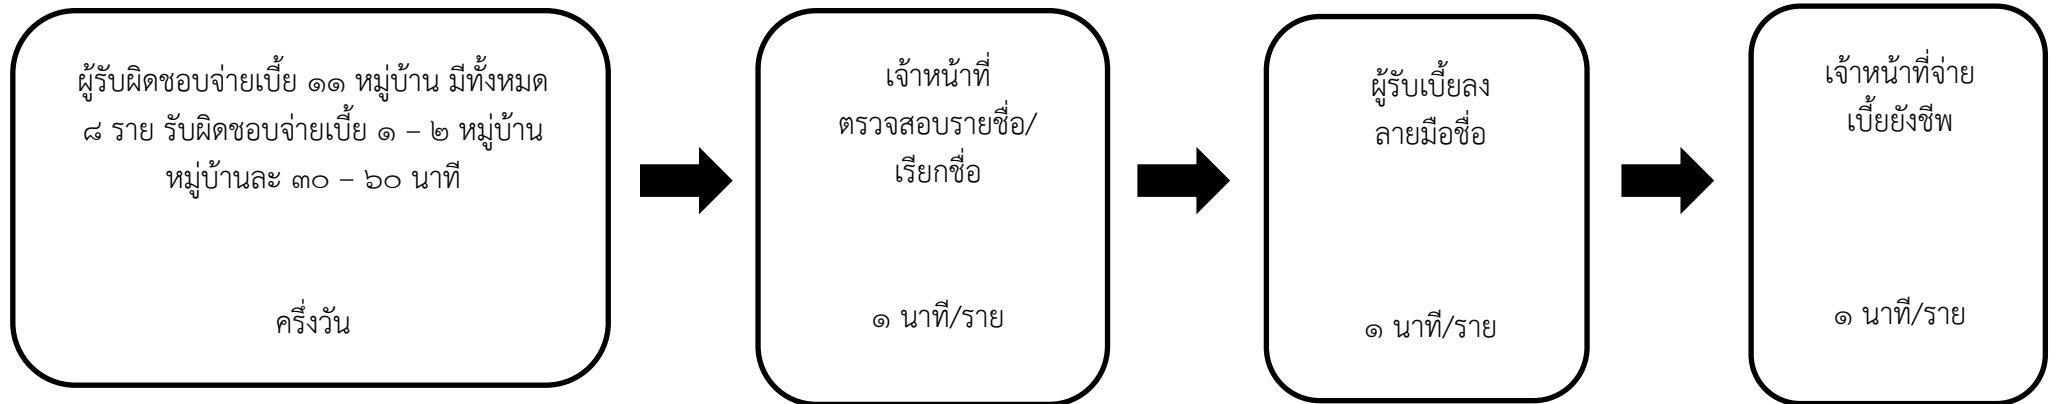 ผู้รับผิดชอบจ่ายเบี้ย ๑๑ หมู่บ้าน มีทั้งหมด
๘ ราย รับผิดชอบจ่ายเบี้ย ๑ – ๒ หมู่บ้าน
หมู่บ้านละ ๓๐ – ๖๐ นาที
ครึ่งวัน
เจ้าหน้าที่
ตรวจสอบรายชื่อ/
เรียกชื่อ
๑ นาที/ราย
ผู้รับเบี้ยลง
ลายมือชื่อ
๑ นาที/ราย
เจ้าหน้าที่จ่าย
เบี้ยยังชีพ
๑ นาที/ราย